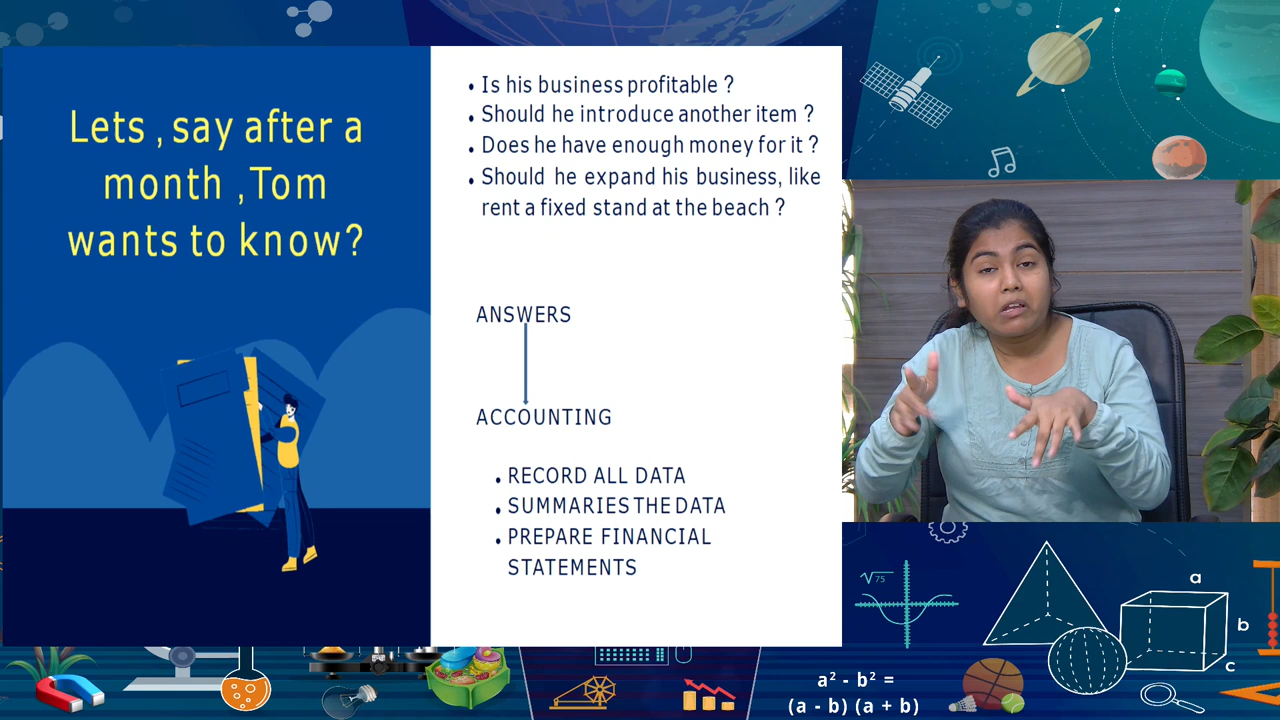 Lets , say after a
month , Tom
wants to know?
• Is his business profitable ?
• Should he introduce another item ?
• Does he have enough money for it ?
• Should he expand his business, like
rent a fixed stand at the beach ?
ANSWERS
ACCOUNTING
• RECORD ALL DATA
• SUMMARIES THE DATA
• PREPARE FINANCIAL
STATEMENTS
√75
a
b
c
a² - b² =
(a - b) (a + b)